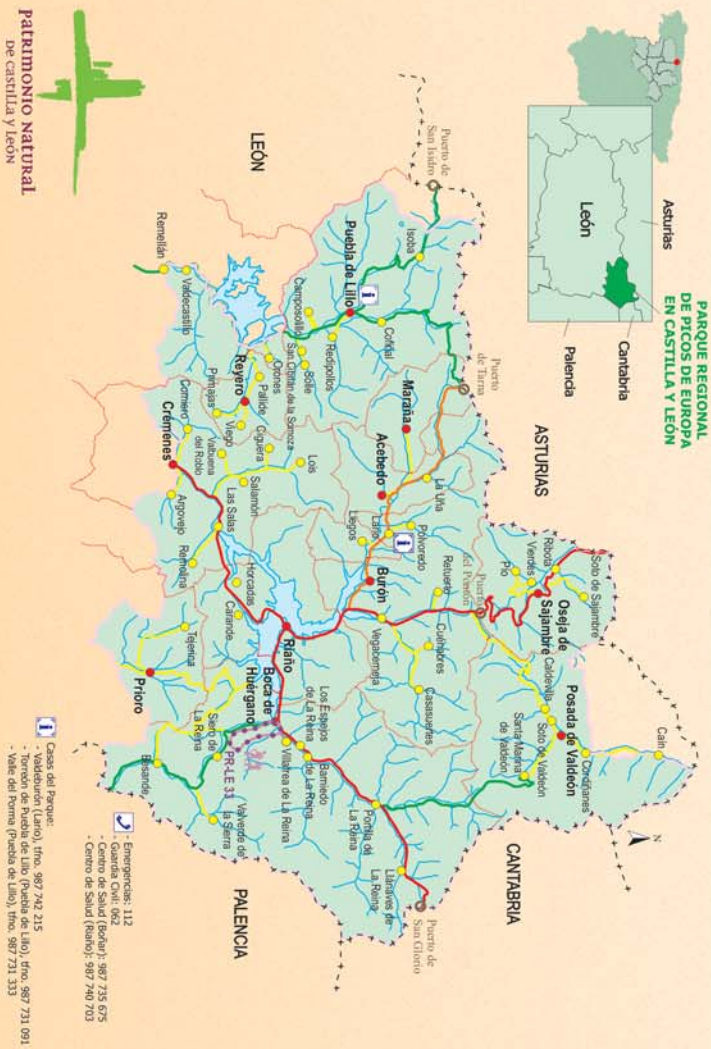 PARQUE REGIONAL
DE PICOS DE EUROPA
EN CASTILLA Y LEÓN
Asturias
Cantabria
León
Palencia
PATRIMONIO NATURAL
DE CASTILLA Y LEÓN
N
ASTURIAS
CANTABRIA
LEÓN
PALENCIA
Puerto de
San Isidro
Puerto
de Tarna
Puerto
del Pontón
Puerto de
San Glorio
Isoba
Puebla de Lillo
Cofiñal
Camposolillo
Redipollos
Solle
San Cibrián de la Somoza
Orones
Reyero
Pallide
Viego
Primajas
Remellán
Valdecastillo
Maraña
Acebedo
La Uña
Lario
Polvoredo
Liegos
Burón
Retuerto
Vegacerneja
Cuénabres
Casasuertes
Soto de Sajambre
Ribota
Vierdes
Pío
Oseja de
Sajambre
Caldevilla
Posada de Valdeón
Soto de Valdeón
Santa Marina
de Valdeón
Cordiñanes
Caín
Ciguera
Lois
Salamón
Valbuena
del Roblo
Corniero
Crémenes
Argovejo
Las Salas
Remolina
Horcadas
Carande
Riaño
Boca de
Huérgano
Los Espejos
de La Reina
Barniedo
de La Reina
Villafrea de La Reina
Portilla de
La Reina
Llánaves de
La Reina
Tejerina
Prioro
Siero de
La Reina
PR-LE 33
Valverde de
la Sierra
Besande
i Casas del Parque:
- Valdeburón (Lario), tfno. 987 742 215
- Torreón de Puebla de Lillo (Puebla de Lillo), tfno. 987 731 091
- Valle del Porma (Puebla de Lillo), tfno. 987 731 333
- Emergencias: 112
- Guardia Civil: 062
- Centro de Salud (Boñar): 987 735 675
- Centro de Salud (Riaño): 987 740 703